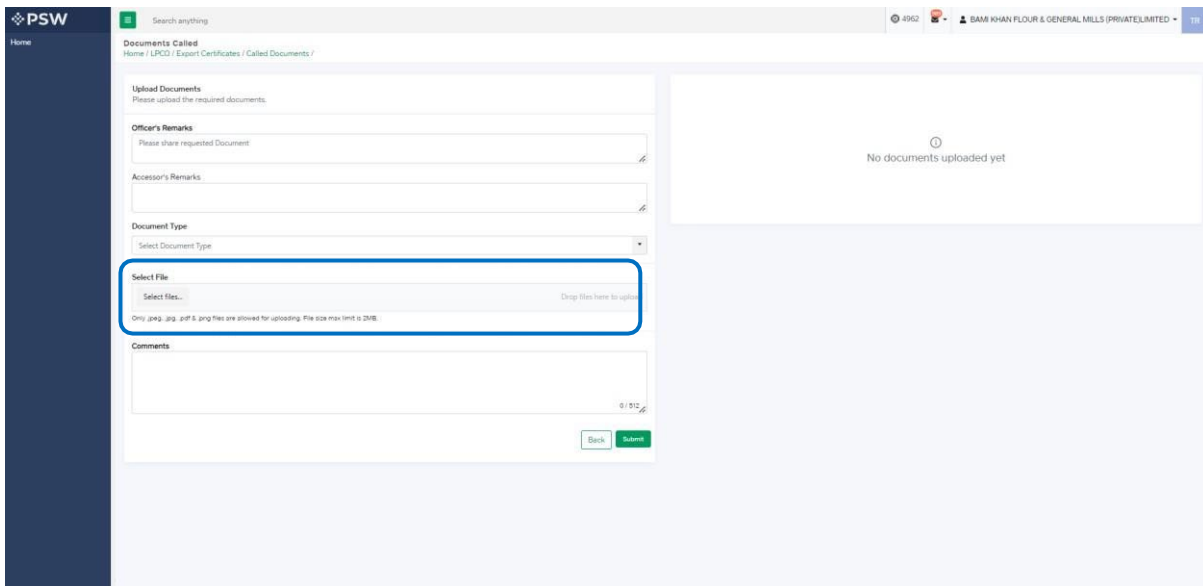 PSW
Search anything
4962
BAMI KHAN FLOUR & GENERAL MILLS (PRIVATE)LIMITED
TR
Home
Documents Called
Home / LPCO / Export Certificates / Called Documents /
Upload Documents
Please upload the required documents.
Officer's Remarks
Please share requested Document
No documents uploaded yet
Accessor's Remarks
Document Type
Select Document Type
Select File
Select files...
Drop files here to upload
Only .jpeg, .jpg, .pdf & .png files are allowed for uploading. File size max limit is 2MB.
Comments
0 / 512
Back
Submit